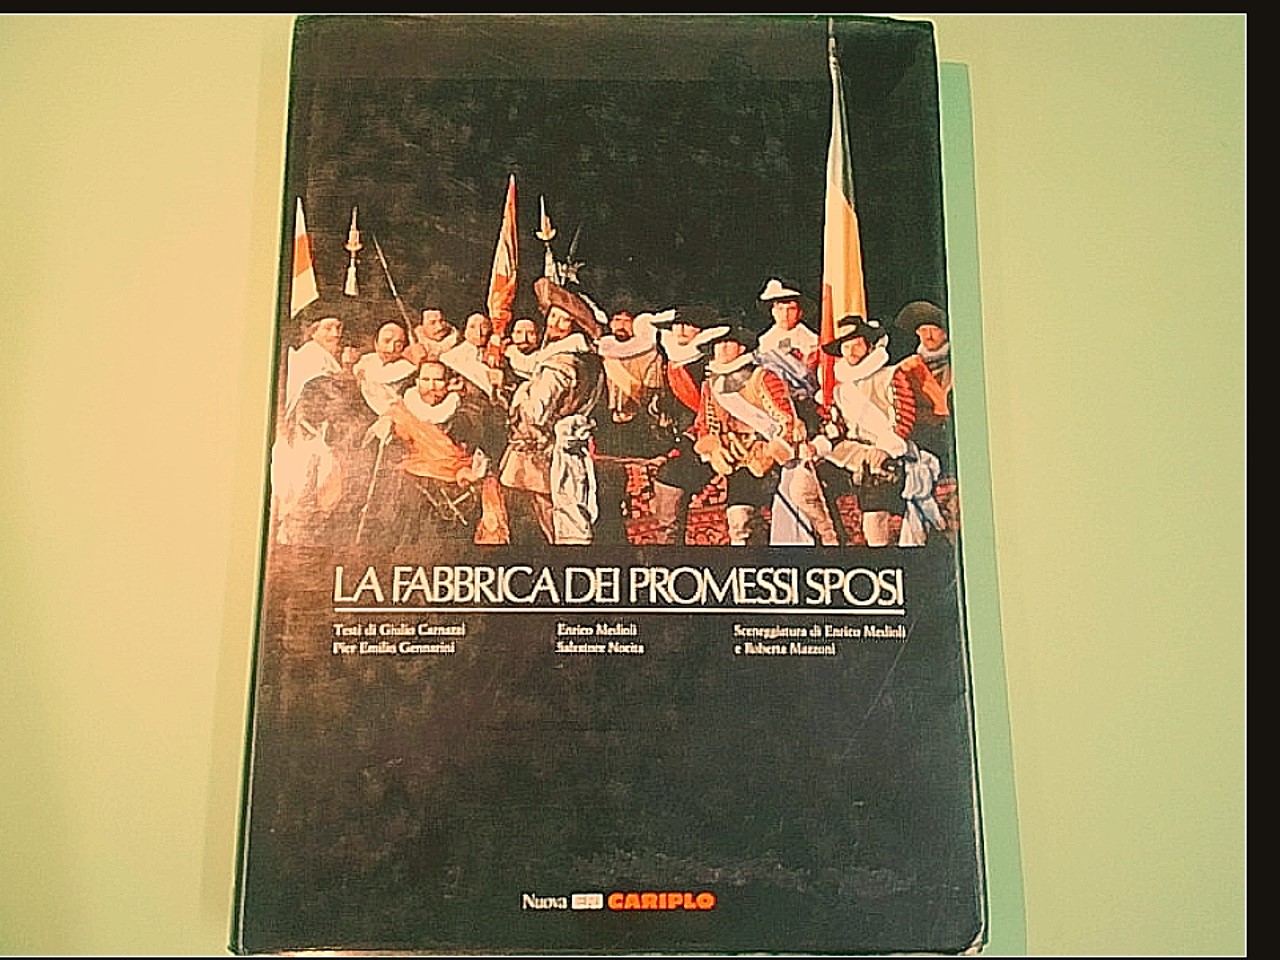 LA FABBRICA DEI PROMESSI SPOSI
Testi di Giulio Carnazzi
Pier Emilio Gennarini
Enrico Medioli
Salvatore Nocita
Sceneggiatura di Enrico Medioli
e Roberta Mazzoni
Nuova ERI CARIPLO